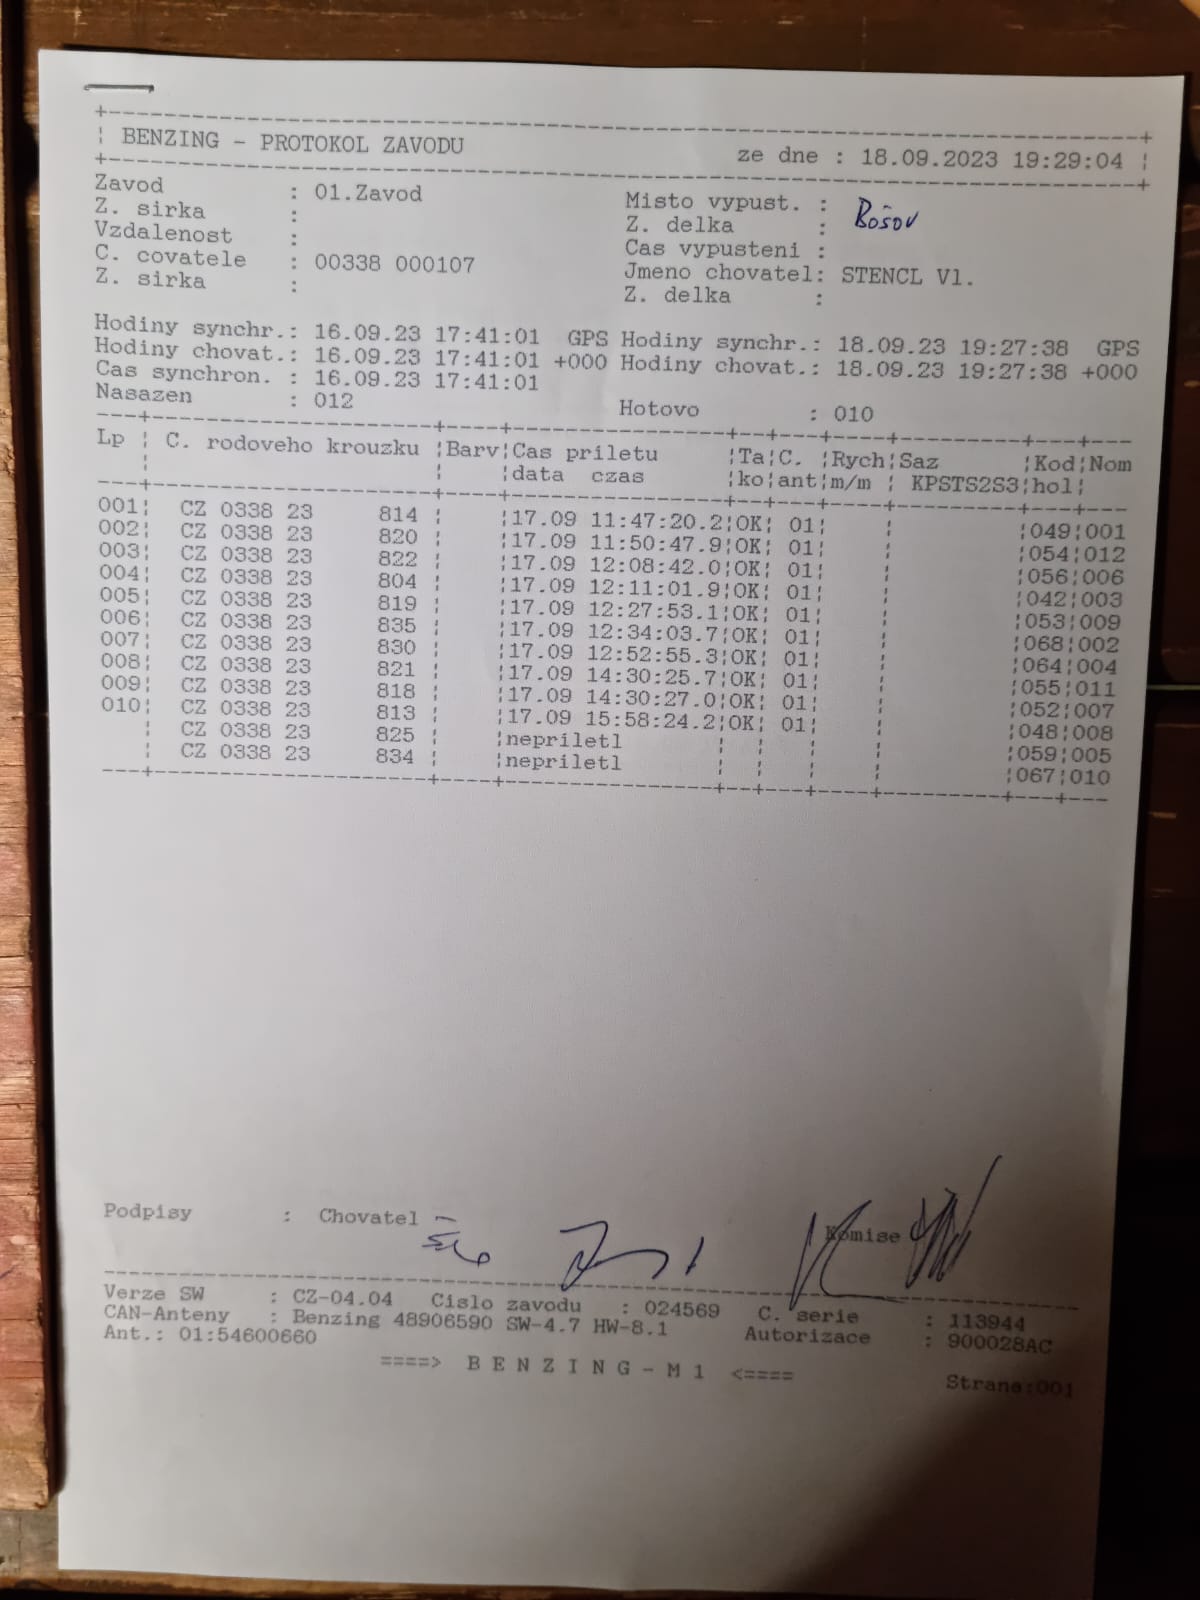 BENZING - PROTOKOL ZAVODU ze dne : 18.09.2023 19:29:04
Zavod : 01.Zavod Misto vypust. : Bošov
Z. sirka : Z. delka :
Vzdalenost : Cas vypusteni :
C. covatele : 00338 000107 Jmeno chovatel: STENCL Vl.
Z. sirka : Z. delka :
Hodiny synchr.: 16.09.23 17:41:01 GPS Hodiny synchr.: 18.09.23 19:27:38 GPS
Hodiny chovat.: 16.09.23 17:41:01 +000 Hodiny chovat.: 18.09.23 19:27:38 +000
Cas synchron. : 16.09.23 17:41:01
Nasazen : 012 Hotovo : 010
Lp ¦ C. rodoveho krouzku ¦Barv¦Cas priletu ¦Ta¦C. ¦Rych¦Saz ¦Kod¦Nom
¦ ¦ ¦data czas ¦ko¦ant¦m/m ¦ KPSTS2S3¦hol¦
001¦ CZ 0338 23 814 ¦ ¦17.09 11:47:20.2¦OK¦ 01¦ ¦ ¦049¦001
002¦ CZ 0338 23 820 ¦ ¦17.09 11:50:47.9¦OK¦ 01¦ ¦ ¦054¦012
003¦ CZ 0338 23 822 ¦ ¦17.09 12:08:42.0¦OK¦ 01¦ ¦ ¦056¦006
004¦ CZ 0338 23 804 ¦ ¦17.09 12:11:01.9¦OK¦ 01¦ ¦ ¦042¦003
005¦ CZ 0338 23 819 ¦ ¦17.09 12:27:53.1¦OK¦ 01¦ ¦ ¦053¦009
006¦ CZ 0338 23 835 ¦ ¦17.09 12:34:03.7¦OK¦ 01¦ ¦ ¦068¦002
007¦ CZ 0338 23 830 ¦ ¦17.09 12:52:55.3¦OK¦ 01¦ ¦ ¦064¦004
008¦ CZ 0338 23 821 ¦ ¦17.09 14:30:25.7¦OK¦ 01¦ ¦ ¦055¦011
009¦ CZ 0338 23 818 ¦ ¦17.09 14:30:27.0¦OK¦ 01¦ ¦ ¦052¦007
010¦ CZ 0338 23 813 ¦ ¦17.09 15:58:24.2¦OK¦ 01¦ ¦ ¦048¦008
¦ CZ 0338 23 825 ¦ ¦nepriletl ¦ ¦ ¦ ¦ ¦059¦005
¦ CZ 0338 23 834 ¦ ¦nepriletl ¦ ¦ ¦ ¦ ¦067¦010
Podpisy : Chovatel Komise
Verze SW : CZ-04.04 Cislo zavodu : 024569 C. serie : 113944
CAN-Anteny : Benzing 48906590 SW-4.7 HW-8.1 Autorizace : 900028AC
Ant.: 01:54600660
====> B E N Z I N G - M 1 <====
Strana:001